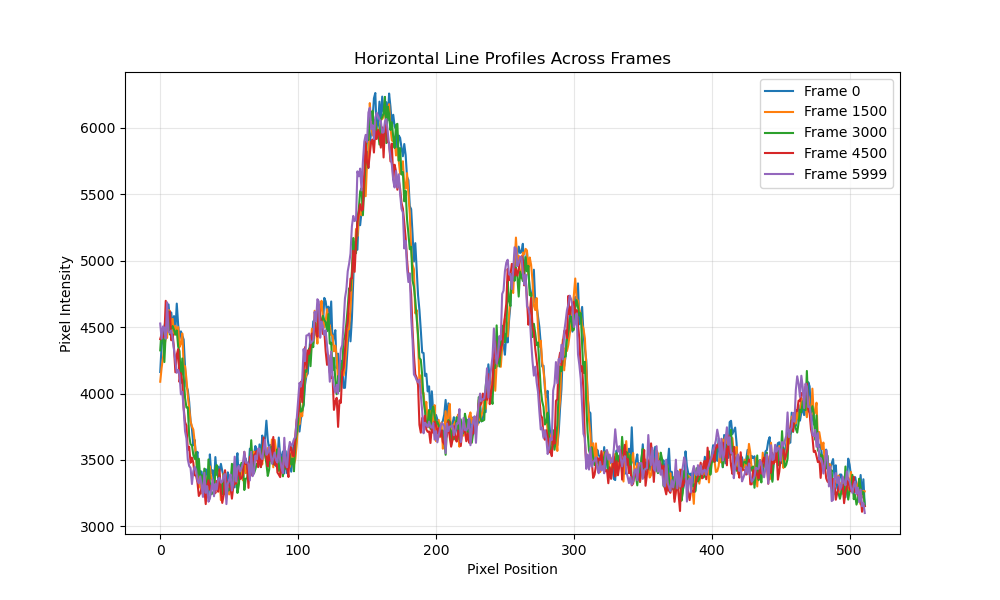 Horizontal Line Profiles Across Frames
Frame 0
Frame 1500
Frame 3000
Frame 4500
Frame 5999
Pixel Intensity
6000
5500
5000
4500
4000
3500
3000
0 100 200 300 400 500
Pixel Position